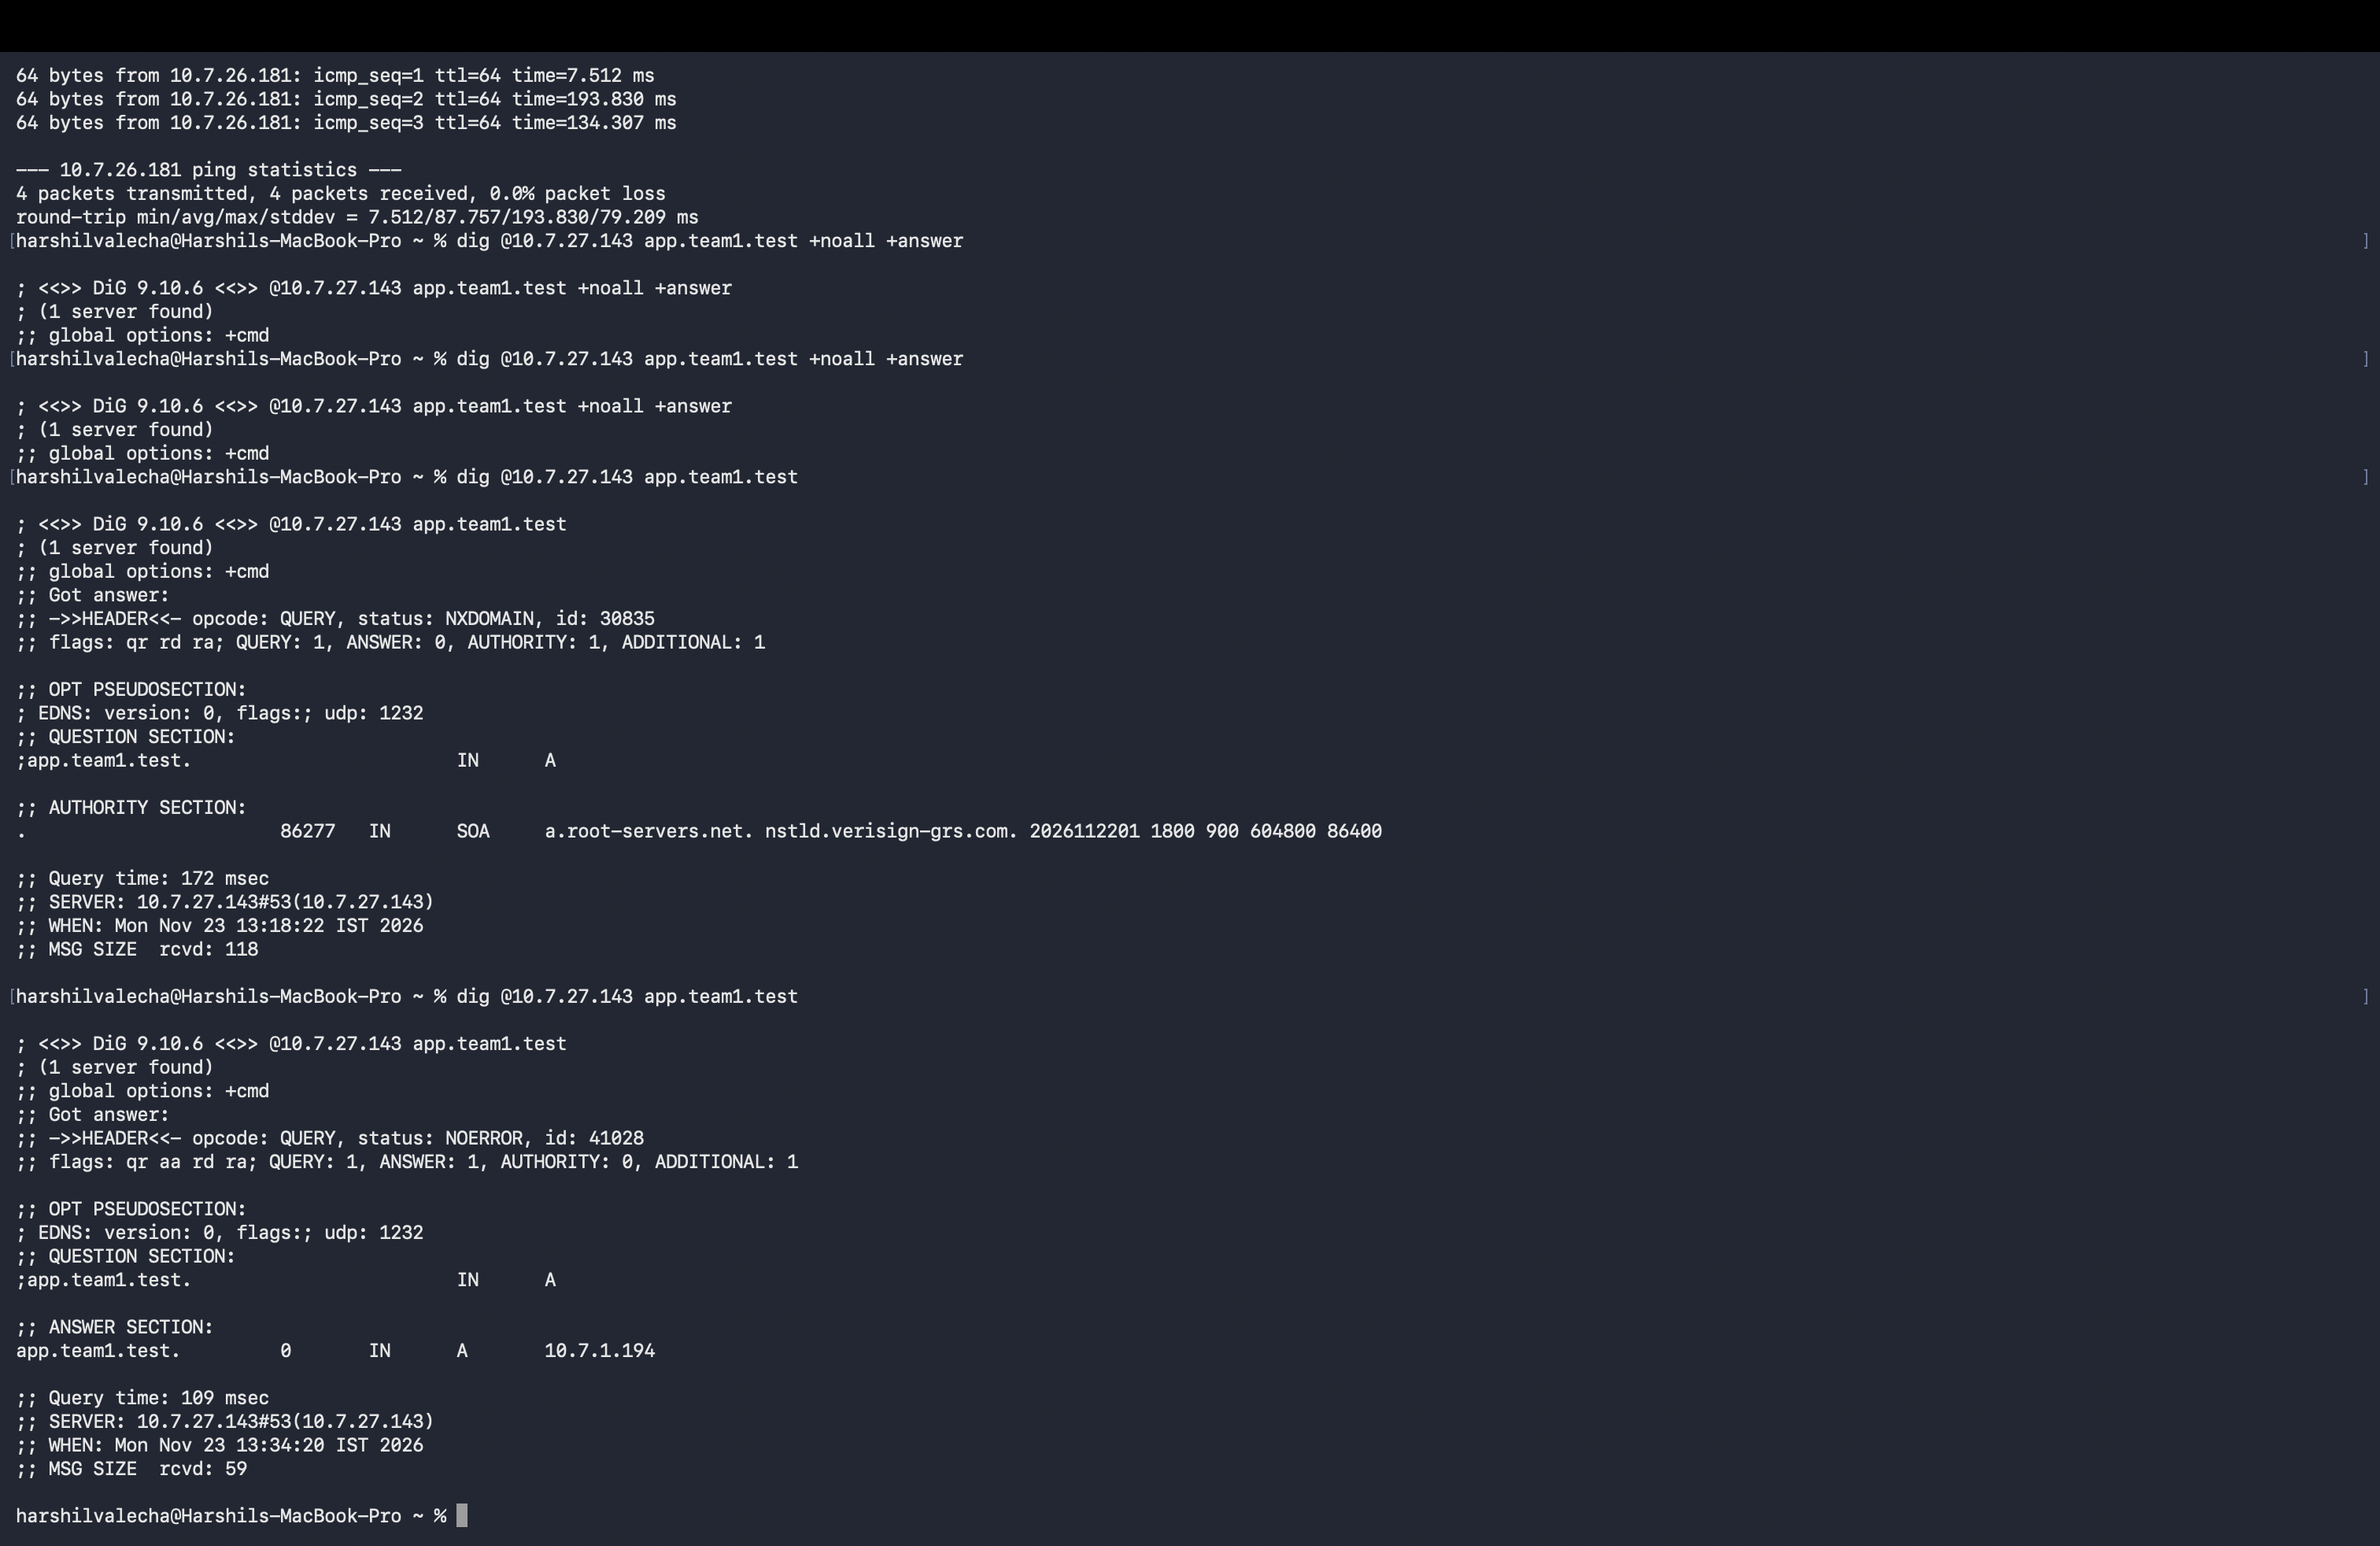 64 bytes from 10.7.26.181: icmp_seq=1 ttl=64 time=7.512 ms
64 bytes from 10.7.26.181: icmp_seq=2 ttl=64 time=193.830 ms
64 bytes from 10.7.26.181: icmp_seq=3 ttl=64 time=134.307 ms
--- 10.7.26.181 ping statistics ---
4 packets transmitted, 4 packets received, 0.0% packet loss
round-trip min/avg/max/stddev = 7.512/87.757/193.830/79.209 ms
[harshilvalecha@Harshils-MacBook-Pro ~ % dig @10.7.27.143 app.team1.test +noall +answer ]
; <<>> DiG 9.10.6 <<>> @10.7.27.143 app.team1.test +noall +answer
; (1 server found)
;; global options: +cmd
[harshilvalecha@Harshils-MacBook-Pro ~ % dig @10.7.27.143 app.team1.test +noall +answer ]
; <<>> DiG 9.10.6 <<>> @10.7.27.143 app.team1.test +noall +answer
; (1 server found)
;; global options: +cmd
[harshilvalecha@Harshils-MacBook-Pro ~ % dig @10.7.27.143 app.team1.test ]
; <<>> DiG 9.10.6 <<>> @10.7.27.143 app.team1.test
; (1 server found)
;; global options: +cmd
;; Got answer:
;; ->>HEADER<<- opcode: QUERY, status: NXDOMAIN, id: 30835
;; flags: qr rd ra; QUERY: 1, ANSWER: 0, AUTHORITY: 1, ADDITIONAL: 1
;; OPT PSEUDOSECTION:
; EDNS: version: 0, flags:; udp: 1232
;; QUESTION SECTION:
;app.team1.test. IN A
;; AUTHORITY SECTION:
. 86277 IN SOA a.root-servers.net. nstld.verisign-grs.com. 2026112201 1800 900 604800 86400
;; Query time: 172 msec
;; SERVER: 10.7.27.143#53(10.7.27.143)
;; WHEN: Mon Nov 23 13:18:22 IST 2026
;; MSG SIZE  rcvd: 118
[harshilvalecha@Harshils-MacBook-Pro ~ % dig @10.7.27.143 app.team1.test ]
; <<>> DiG 9.10.6 <<>> @10.7.27.143 app.team1.test
; (1 server found)
;; global options: +cmd
;; Got answer:
;; ->>HEADER<<- opcode: QUERY, status: NOERROR, id: 41028
;; flags: qr aa rd ra; QUERY: 1, ANSWER: 1, AUTHORITY: 0, ADDITIONAL: 1
;; OPT PSEUDOSECTION:
; EDNS: version: 0, flags:; udp: 1232
;; QUESTION SECTION:
;app.team1.test. IN A
;; ANSWER SECTION:
app.team1.test. 0 IN A 10.7.1.194
;; Query time: 109 msec
;; SERVER: 10.7.27.143#53(10.7.27.143)
;; WHEN: Mon Nov 23 13:34:20 IST 2026
;; MSG SIZE  rcvd: 59
harshilvalecha@Harshils-MacBook-Pro ~ %